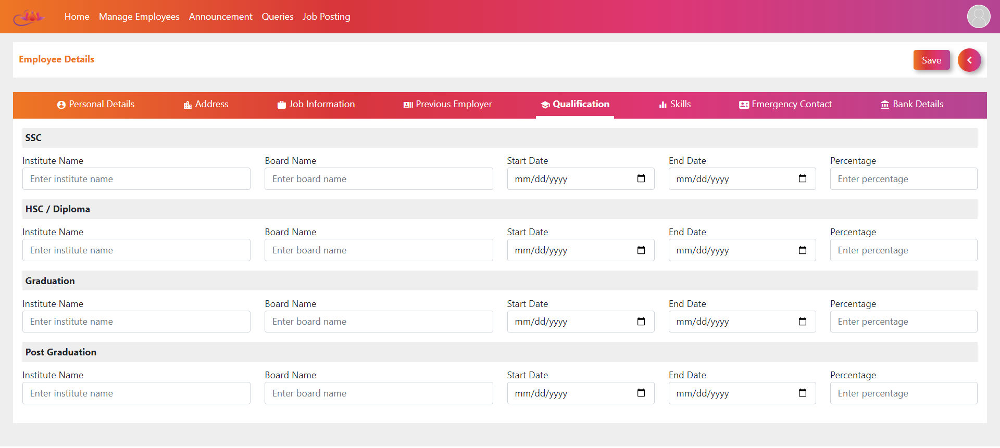 Home Manage Employees Announcement Queries Job Posting
Employee Details
Save
Personal Details Address Job Information Previous Employer Qualification Skills Emergency Contact Bank Details
SSC
Institute Name Board Name Start Date End Date Percentage
Enter institute name Enter board name mm/dd/yyyy mm/dd/yyyy Enter percentage
HSC / Diploma
Institute Name Board Name Start Date End Date Percentage
Enter institute name Enter board name mm/dd/yyyy mm/dd/yyyy Enter percentage
Graduation
Institute Name Board Name Start Date End Date Percentage
Enter institute name Enter board name mm/dd/yyyy mm/dd/yyyy Enter percentage
Post Graduation
Institute Name Board Name Start Date End Date Percentage
Enter institute name Enter board name mm/dd/yyyy mm/dd/yyyy Enter percentage